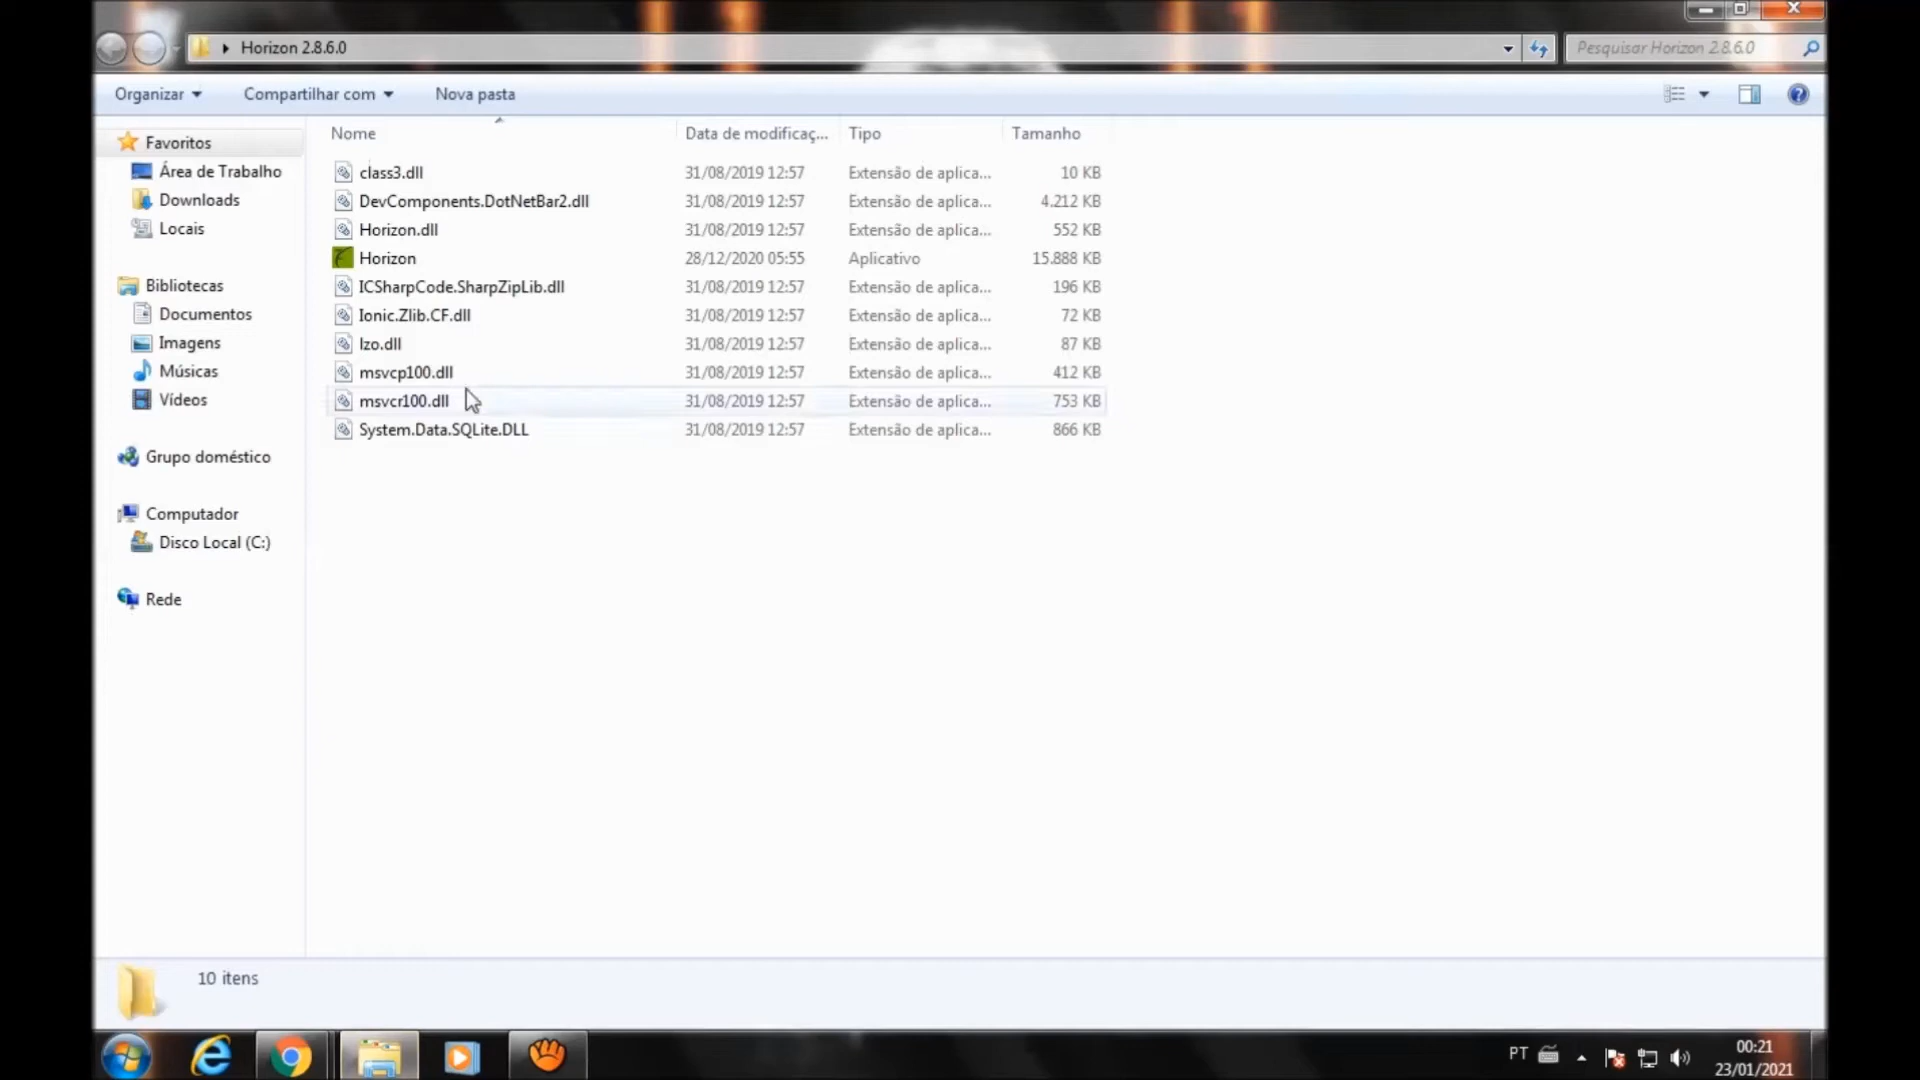 Horizon 2.8.6.0
Pesquisar Horizon 2.8.6.0
Organizar
Compartilhar com
Nova pasta
Nome
Data de modificaç...
Tipo
Tamanho
Favoritos
Área de Trabalho
Downloads
Locais
Bibliotecas
Documentos
Imagens
Músicas
Vídeos
Grupo doméstico
Computador
Disco Local (C:)
Rede
class3.dll 31/08/2019 12:57 Extensão de aplica... 10 KB
DevComponents.DotNetBar2.dll 31/08/2019 12:57 Extensão de aplica... 4.212 KB
Horizon.dll 31/08/2019 12:57 Extensão de aplica... 552 KB
Horizon 28/12/2020 05:55 Aplicativo 15.888 KB
ICSharpCode.SharpZipLib.dll 31/08/2019 12:57 Extensão de aplica... 196 KB
Ionic.Zlib.CF.dll 31/08/2019 12:57 Extensão de aplica... 72 KB
lzo.dll 31/08/2019 12:57 Extensão de aplica... 87 KB
msvcp100.dll 31/08/2019 12:57 Extensão de aplica... 412 KB
msvcr100.dll 31/08/2019 12:57 Extensão de aplica... 753 KB
System.Data.SQLite.DLL 31/08/2019 12:57 Extensão de aplica... 866 KB
10 itens
PT
00:21
23/01/2021